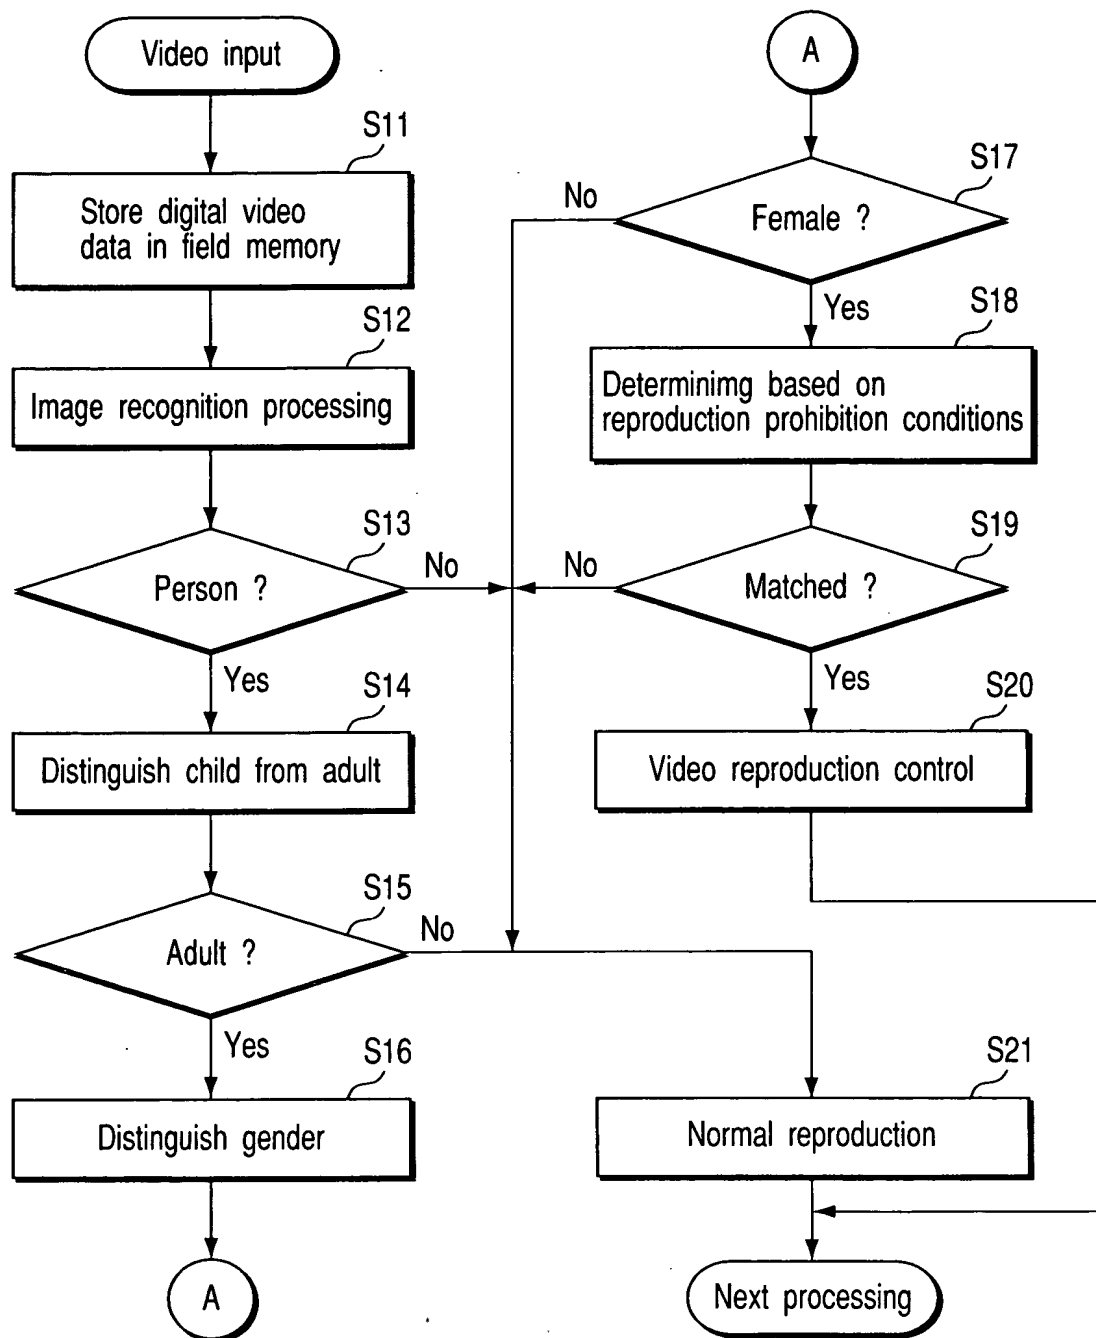 Video input
S11
Store digital video
data in field memory
S12
Image recognition processing
S13
Person ?
No
Yes
S14
Distinguish child from adult
S15
Adult ?
No
Yes
S16
Distinguish gender
A
A
S17
Female ?
No
Yes
S18
Determinimg based on
reproduction prohibition conditions
S19
Matched ?
No
Yes
S20
Video reproduction control
S21
Normal reproduction
Next processing